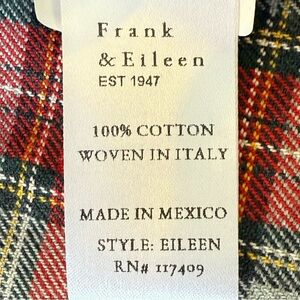 Frank
& Eileen
EST 1947
100% COTTON
WOVEN IN ITALY
MADE IN MEXICO
STYLE: EILEEN
RN# 117409